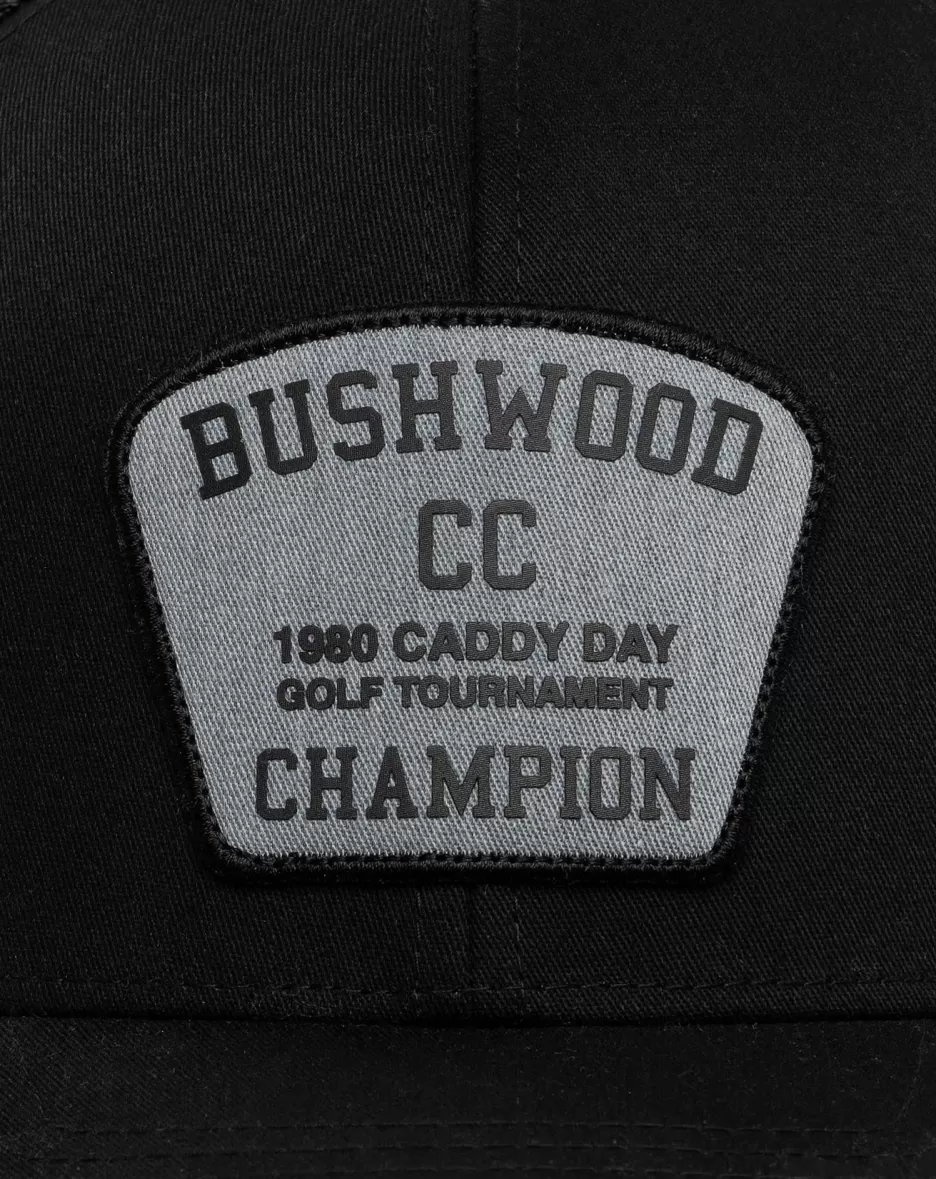 BUSHWOOD
CC
1980 CADDY DAY
GOLF TOURNAMENT
CHAMPION